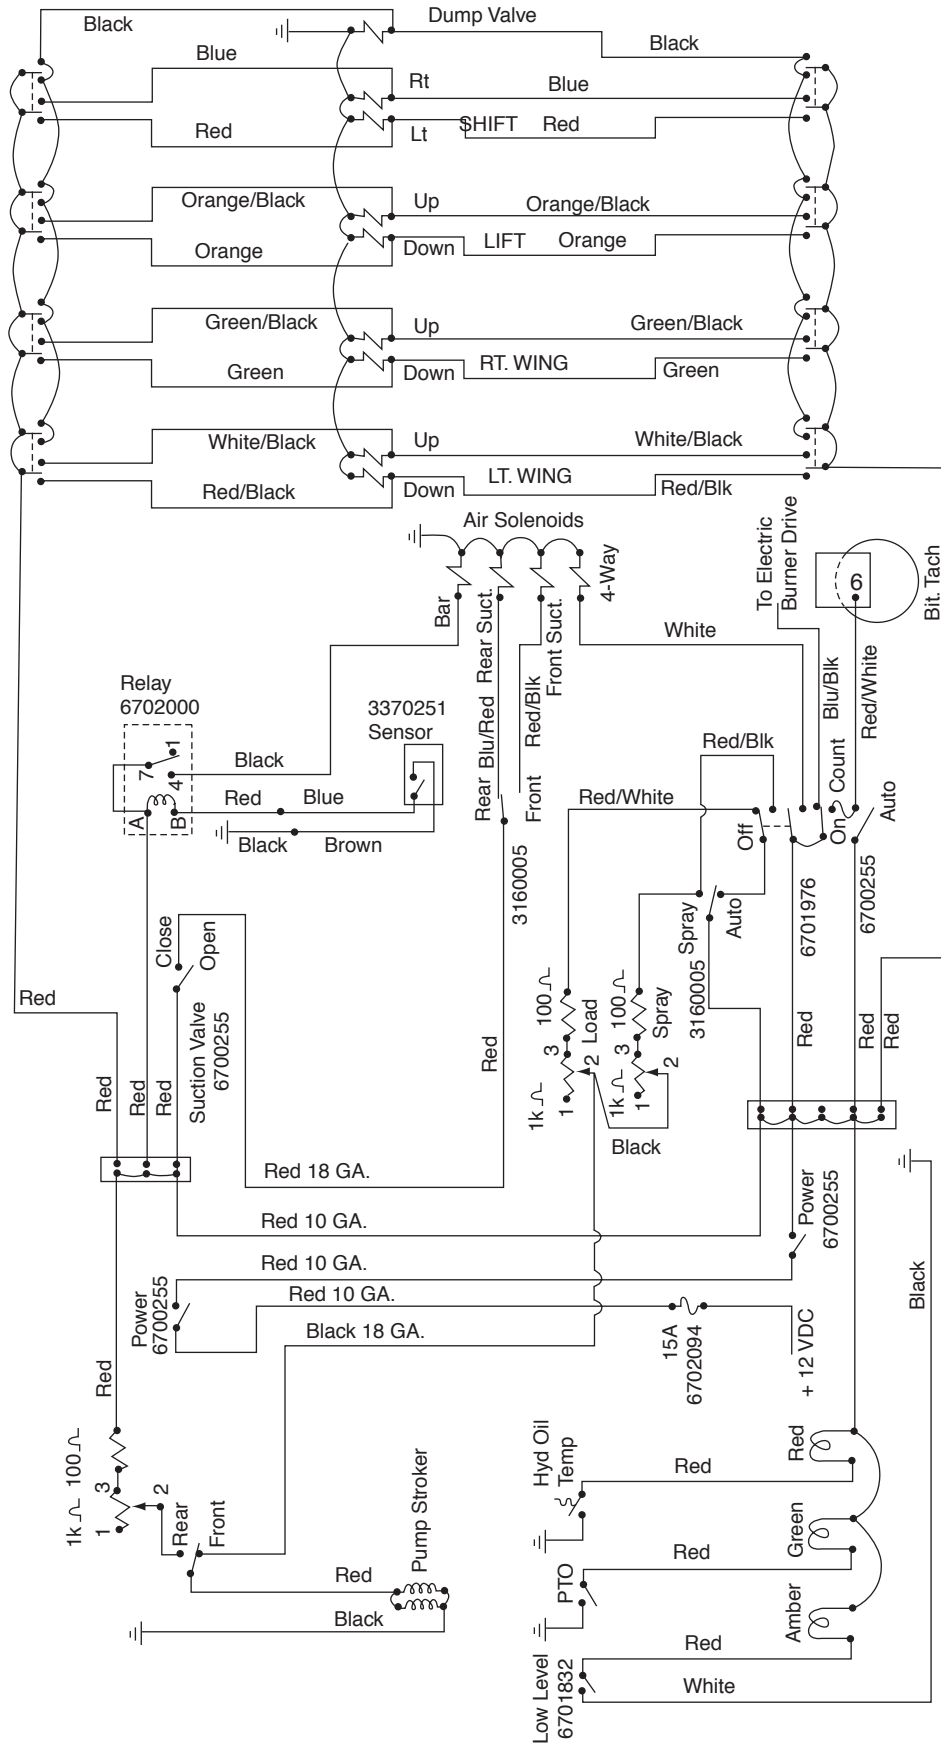 Dump Valve
Black
Black
Blue
Rt
Blue
Red
Lt
SHIFT
Red
Orange/Black
Up
Orange/Black
Orange
Down
LIFT
Orange
Green/Black
Up
Green/Black
Green
Down
RT. WING
Green
White/Black
Up
White/Black
Red/Black
Down
LT. WING
Red/Blk
Air Solenoids
Bar
Rear Suct.
Front Suct.
4-Way
To Electric
Burner Drive
6
Bit. Tach
White
Relay
6702000
7
1
4
A
B
Black
3370251
Sensor
Red
Blue
Black
Brown
Blu/Red
Red/Blk
Rear
Front
3160005
Red/Blk
Red/White
Blu/Blk
Red/White
Off
On
Count
Auto
Spray
Auto
3160005
6701976
6700255
Close
Open
Suction Valve
6700255
Red
Red
Red
Red
Red
100
1k
3
1
2
Load
100
1k
3
1
2
Spray
Black
Red
Red
Red
Red 18 GA.
Red 10 GA.
Red 10 GA.
Red 10 GA.
Black 18 GA.
Power
6700255
Power
6700255
15A
6702094
+ 12 VDC
Black
Red
100
1k
3
1
2
Rear
Front
Red
Black
Pump Stroker
Hyd Oil
Temp
Red
Red
PTO
Red
Green
Low Level
6701832
Red
Amber
White